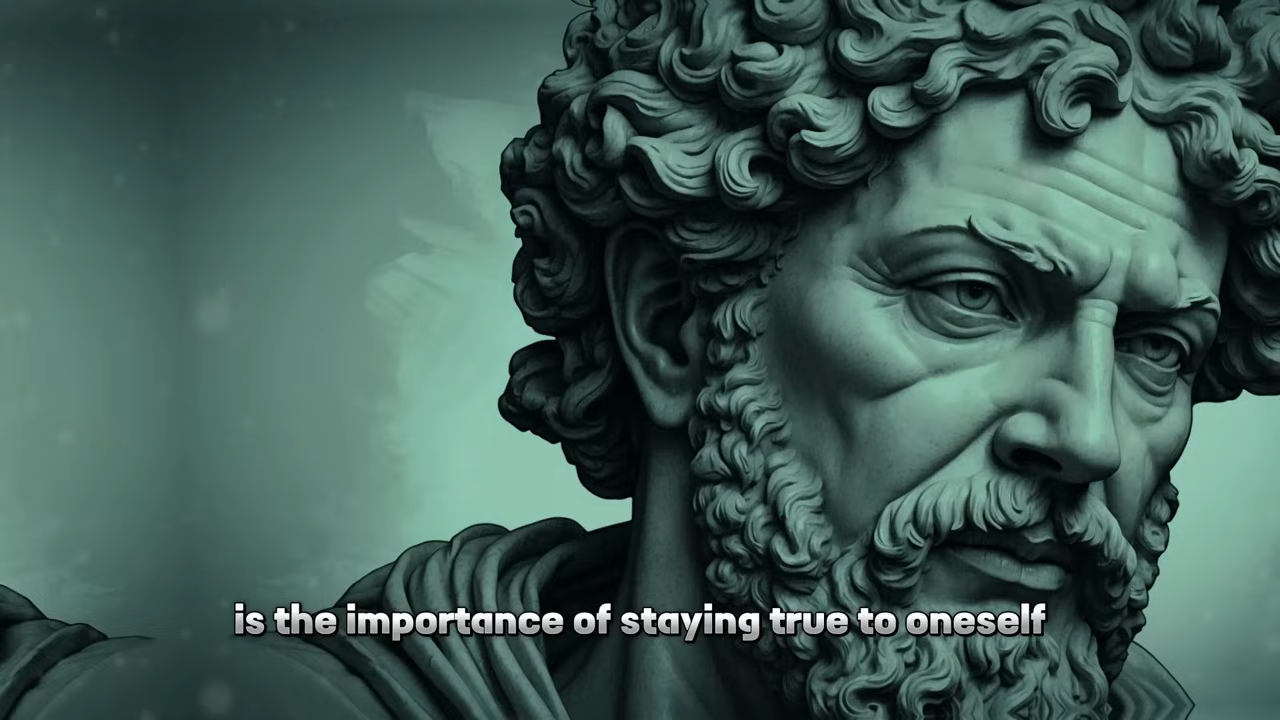 is the importance of staying true to oneself